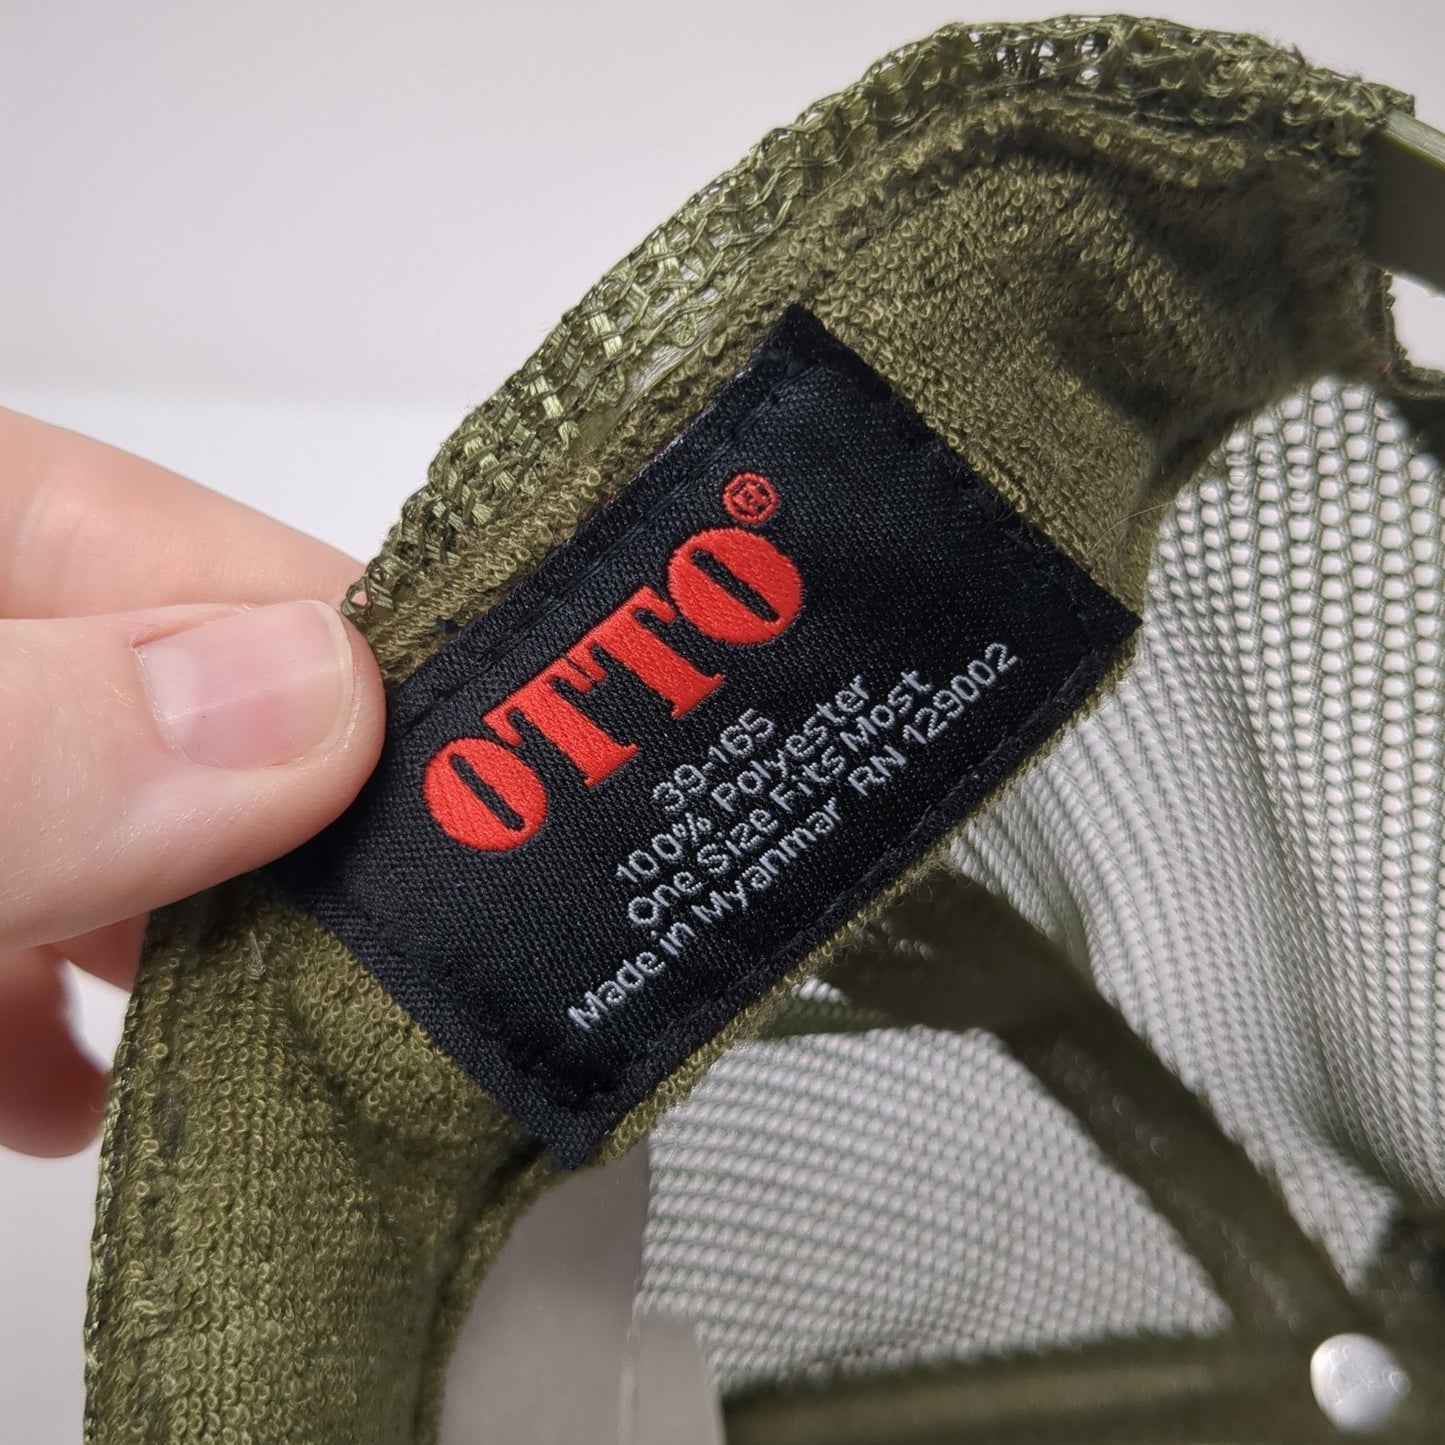 OTTO®
39-165
100% Polyester
One Size Fits Most
Made in Myanmar RN 129002